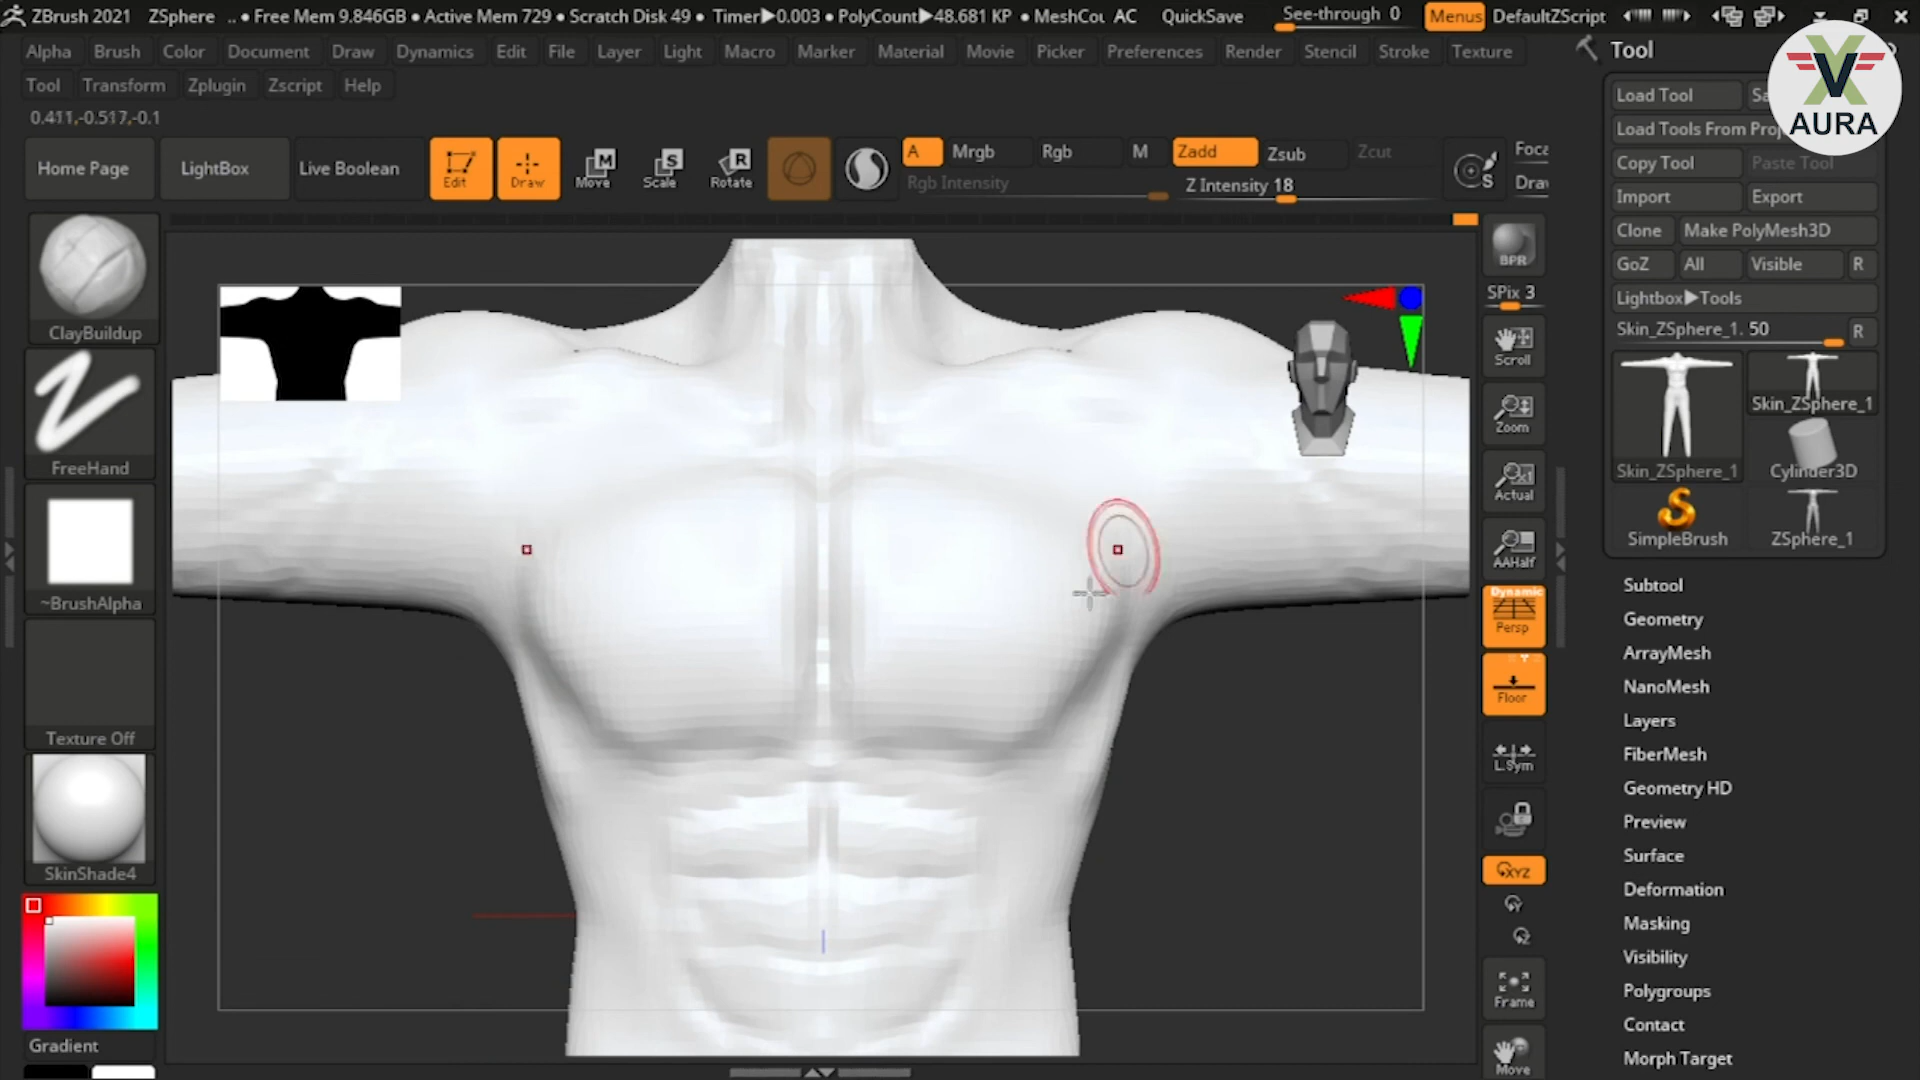 ZBrush 2021 ZSphere .. • Free Mem 9.846GB • Active Mem 729 • Scratch Disk 49 • Timer▶0.003 • PolyCount▶48.681 KP • MeshCou AC QuickSave See-through 0 Menus DefaultZScript
Alpha Brush Color Document Draw Dynamics Edit File Layer Light Macro Marker Material Movie Picker Preferences Render Stencil Stroke Texture
Tool Transform Zplugin Zscript Help
0.411,-0.517,-0.1
Home Page LightBox Live Boolean Edit Draw M Move S Scale R Rotate A Mrgb Rgb M Zadd Zsub Zcut Foca
Rgb Intensity Z Intensity 18 S Drav
ClayBuildup
FreeHand
~BrushAlpha
Texture Off
SkinShade4
Gradient
BPR
SPix 3
Scroll
Zoom
Actual
AAHalf
Dynamic
Persp
Floor
L.Sym
XYZ
Y
Z
Frame
Move
Tool
XV
AURA
Load Tool Sa
Load Tools From Proj
Copy Tool Paste Tool
Import Export
Clone Make PolyMesh3D
GoZ All Visible R
Lightbox▶Tools
Skin_ZSphere_1. 50 R
Skin_ZSphere_1
Skin_ZSphere_1 Cylinder3D
SimpleBrush ZSphere_1
Subtool
Geometry
ArrayMesh
NanoMesh
Layers
FiberMesh
Geometry HD
Preview
Surface
Deformation
Masking
Visibility
Polygroups
Contact
Morph Target